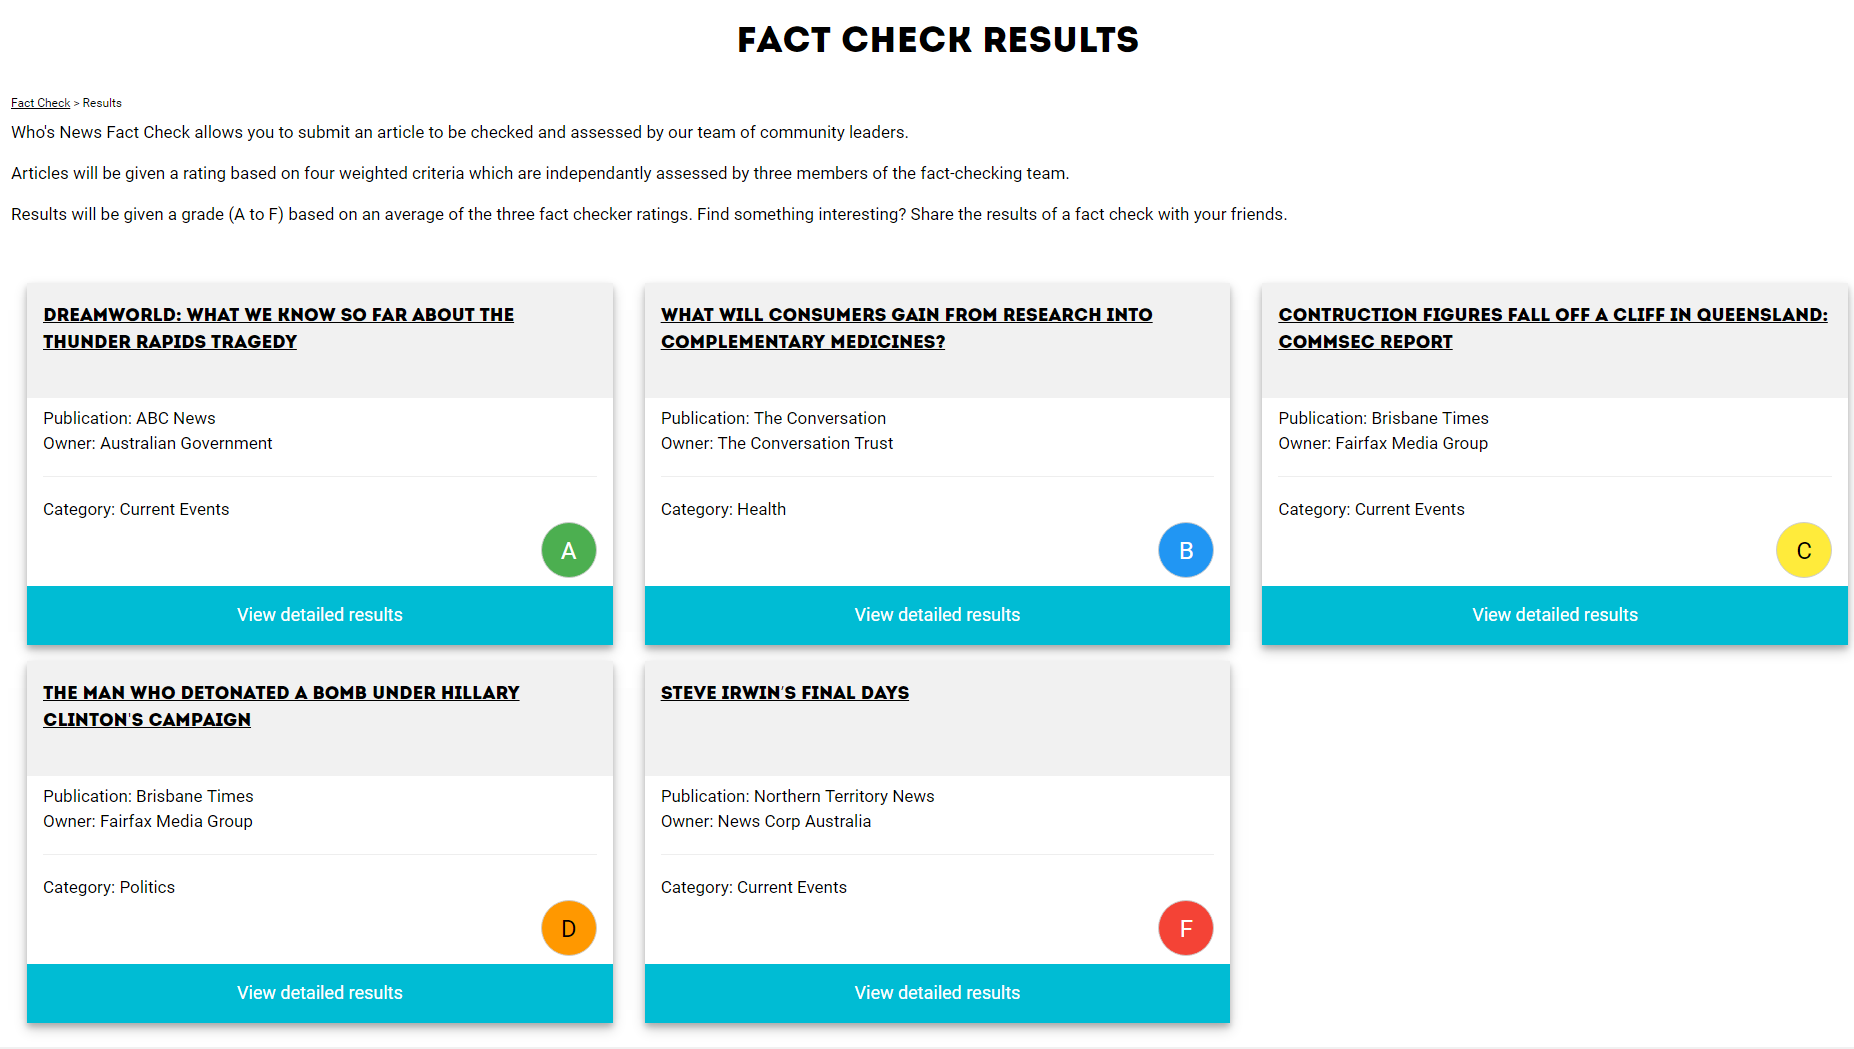 FACT CHECK RESULTS
Fact Check > Results
Who's News Fact Check allows you to submit an article to be checked and assessed by our team of community leaders.
Articles will be given a rating based on four weighted criteria which are independantly assessed by three members of the fact-checking team.
Results will be given a grade (A to F) based on an average of the three fact checker ratings. Find something interesting? Share the results of a fact check with your friends.
DREAMWORLD: WHAT WE KNOW SO FAR ABOUT THE
THUNDER RAPIDS TRAGEDY
Publication: ABC News
Owner: Australian Government
Category: Current Events
A
View detailed results
WHAT WILL CONSUMERS GAIN FROM RESEARCH INTO
COMPLEMENTARY MEDICINES?
Publication: The Conversation
Owner: The Conversation Trust
Category: Health
B
View detailed results
CONTRUCTION FIGURES FALL OFF A CLIFF IN QUEENSLAND:
COMMSEC REPORT
Publication: Brisbane Times
Owner: Fairfax Media Group
Category: Current Events
C
View detailed results
THE MAN WHO DETONATED A BOMB UNDER HILLARY
CLINTON'S CAMPAIGN
Publication: Brisbane Times
Owner: Fairfax Media Group
Category: Politics
D
View detailed results
STEVE IRWIN'S FINAL DAYS
Publication: Northern Territory News
Owner: News Corp Australia
Category: Current Events
F
View detailed results